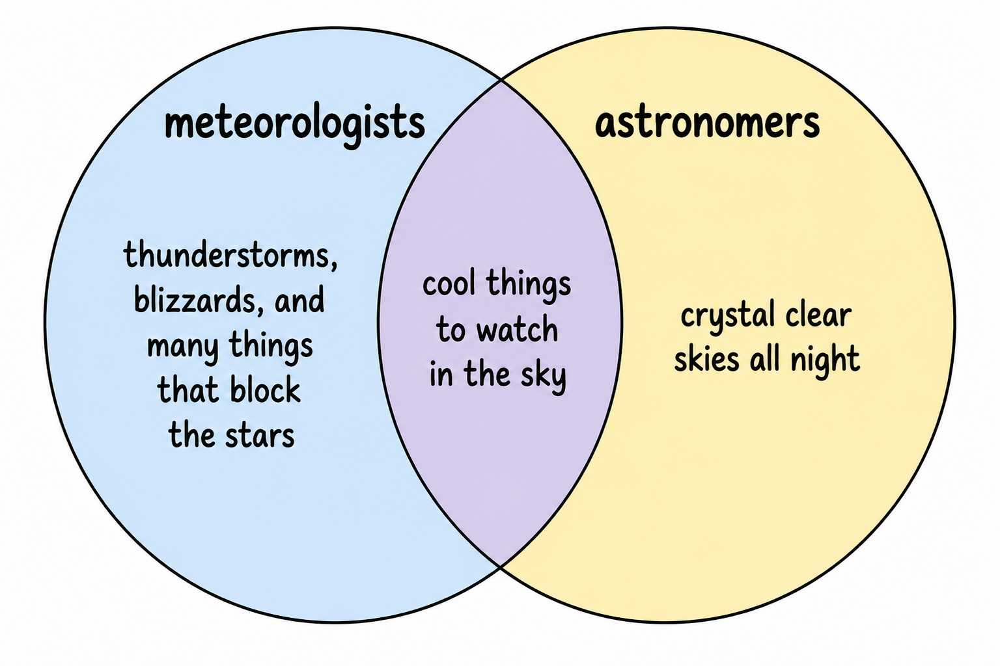 meteorologists
thunderstorms,
blizzards, and
many things
that block
the stars
cool things
to watch
in the sky
astronomers
crystal clear
skies all night